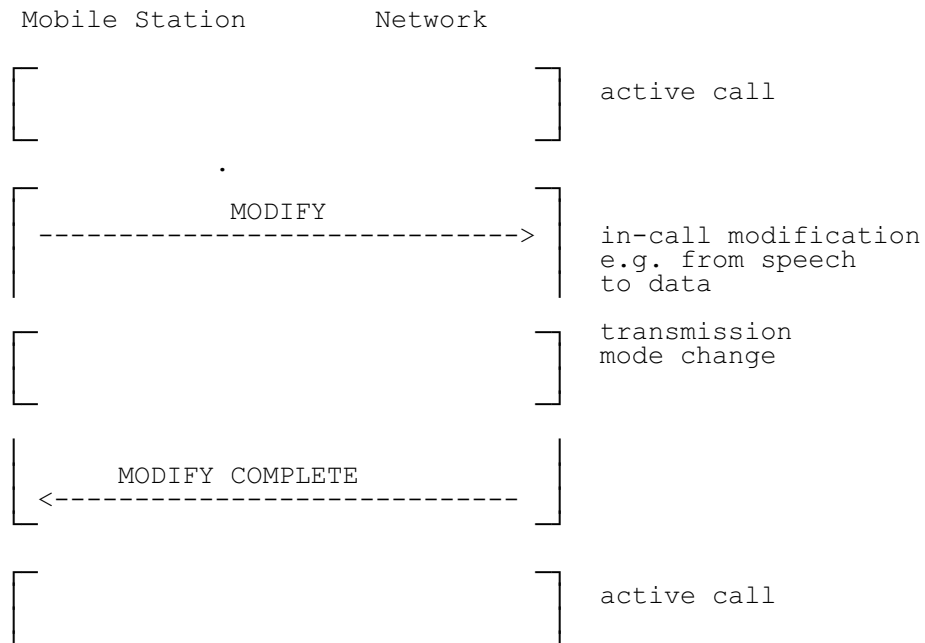 Mobile Station Network
active call
.
MODIFY
------------------------------>
in-call modification
e.g. from speech
to data
transmission
mode change
MODIFY COMPLETE
<-----------------------------
active call